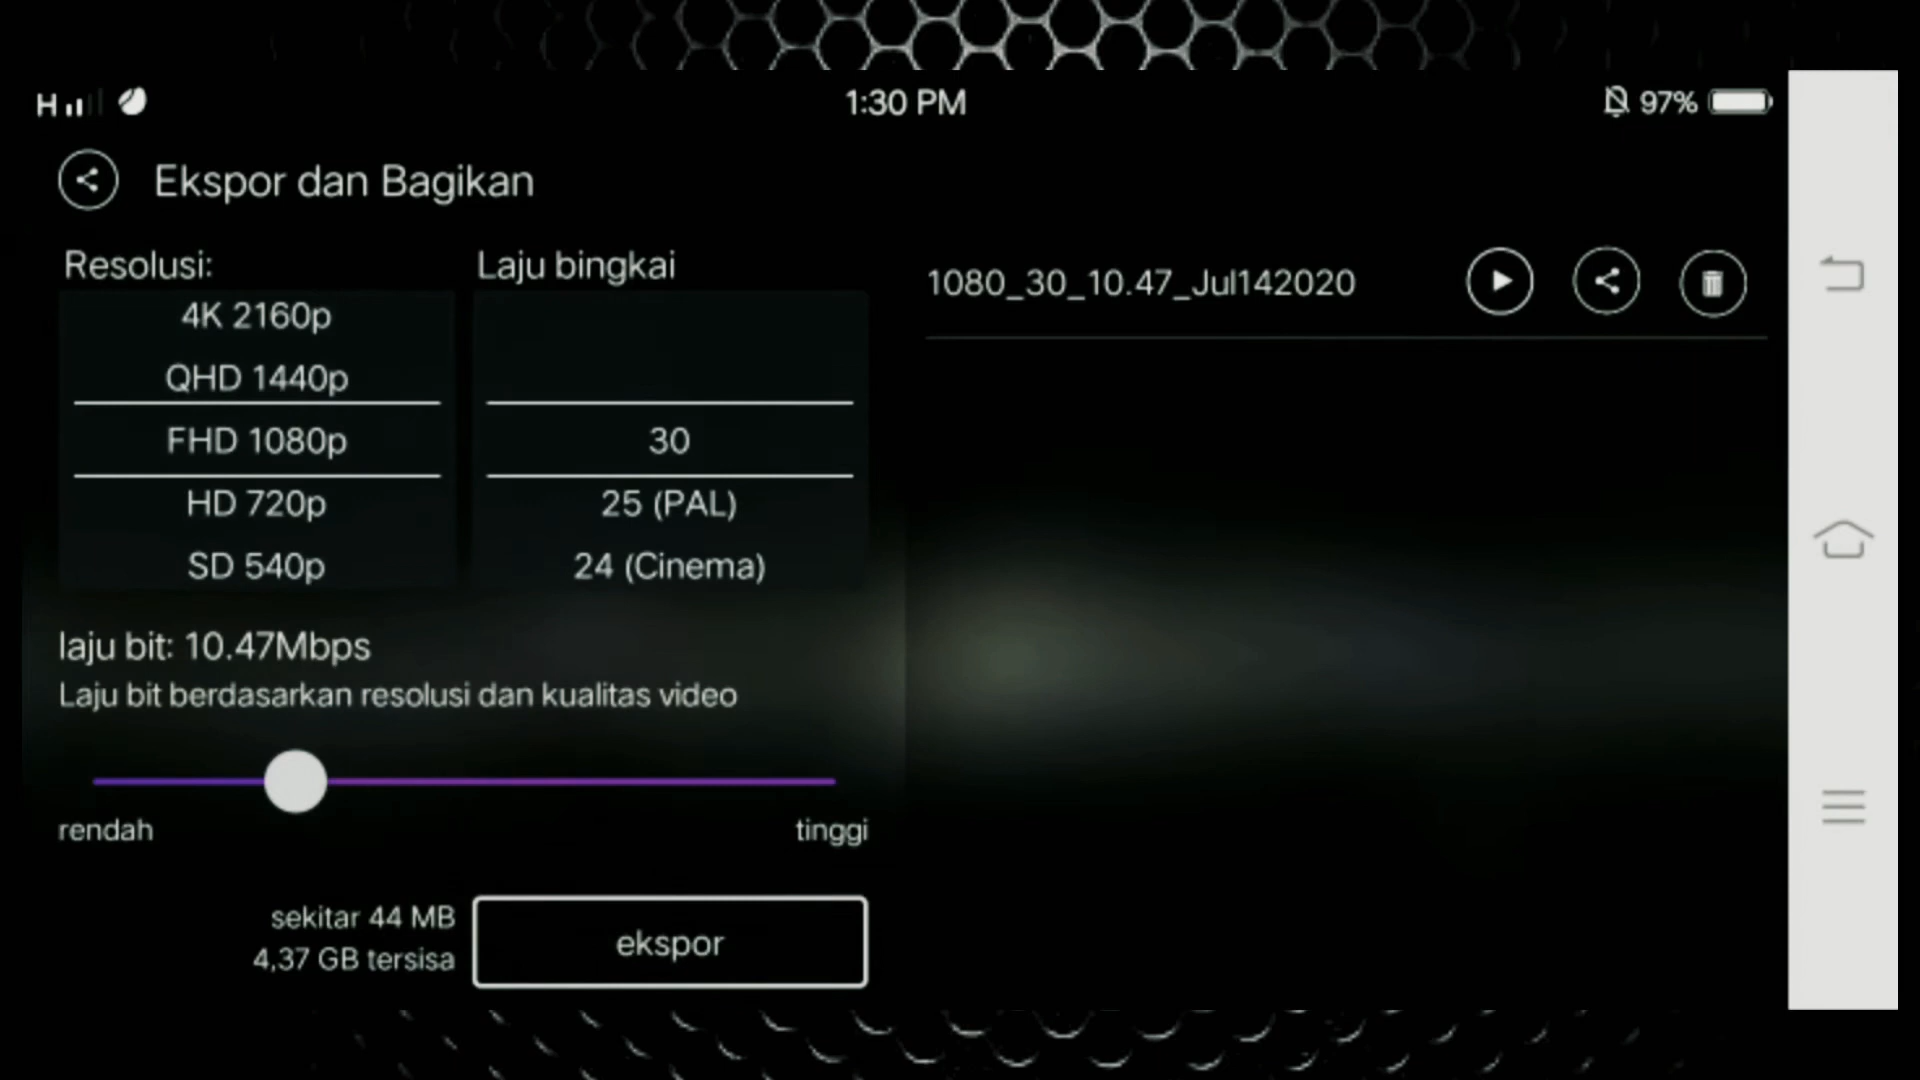 H
1:30 PM
97%
Ekspor dan Bagikan
Resolusi:
4K 2160p
QHD 1440p
FHD 1080p
HD 720p
SD 540p
Laju bingkai
30
25 (PAL)
24 (Cinema)
laju bit: 10.47Mbps
Laju bit berdasarkan resolusi dan kualitas video
rendah
tinggi
sekitar 44 MB
4,37 GB tersisa
ekspor
1080_30_10.47_Jul142020